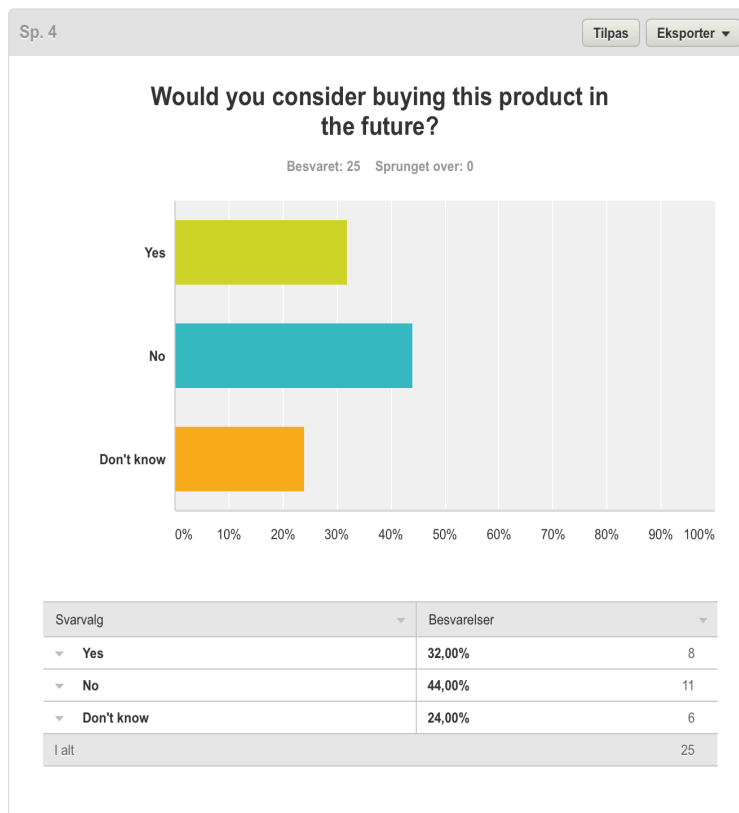 Sp. 4
Tilpas Eksporter
Would you consider buying this product in
the future?
Besvaret: 25 Sprunget over: 0
Yes
No
Don't know
0% 10% 20% 30% 40% 50% 60% 70% 80% 90% 100%
Svarvalg Besvarelser
Yes 32,00% 8
No 44,00% 11
Don't know 24,00% 6
I alt 25